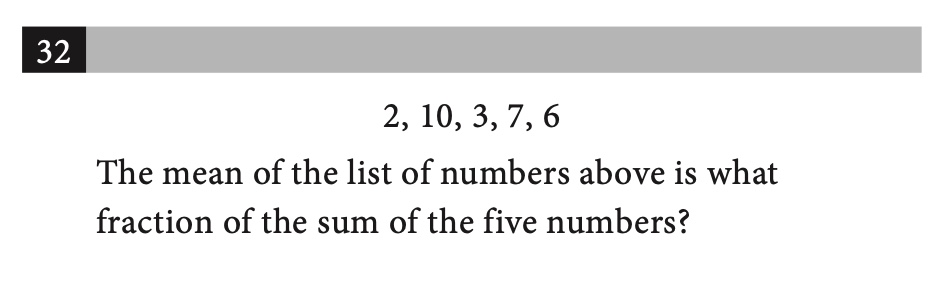 32
2, 10, 3, 7, 6
The mean of the list of numbers above is what
fraction of the sum of the five numbers?